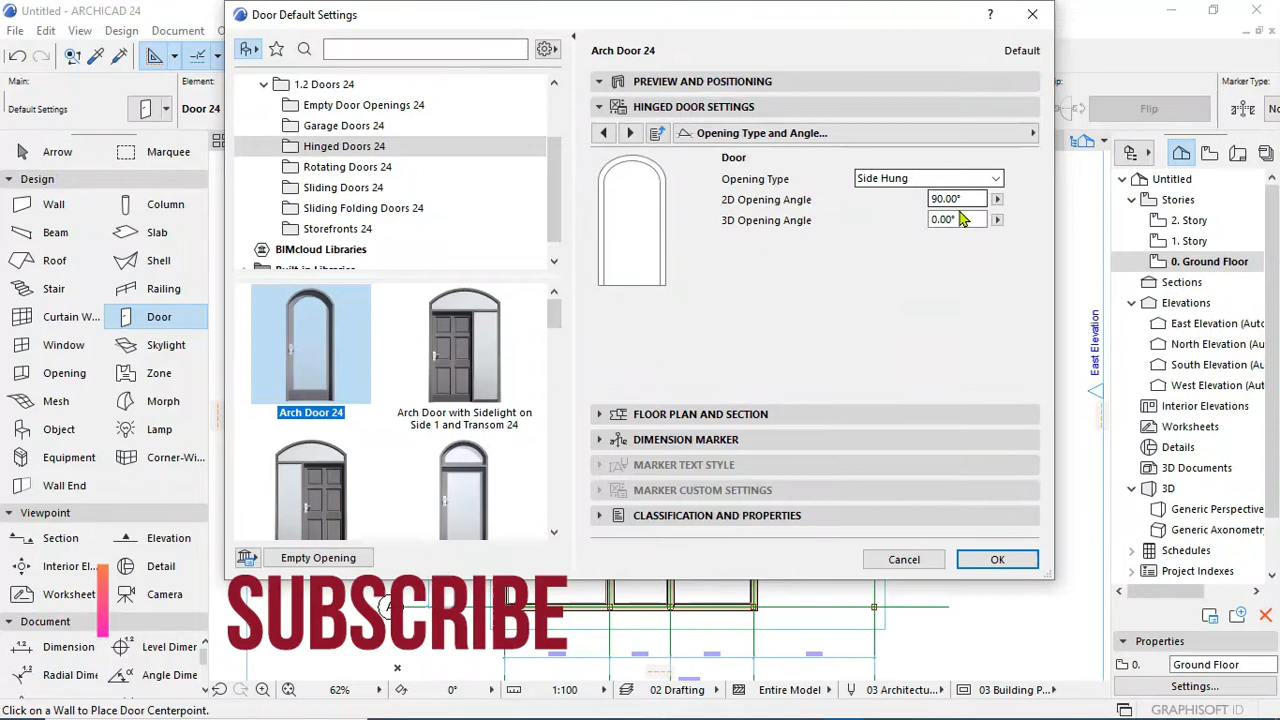 Untitled - ARCHICAD 24
File Edit View Design Document
Main:
Default Settings
Element:
Door 24
Arrow
Marquee
Design
Wall
Column
Beam
Slab
Roof
Shell
Stair
Railing
Curtain W...
Door
Window
Skylight
Opening
Zone
Mesh
Morph
Object
Lamp
Equipment
Corner-Wi...
Wall End
Viewpoint
Section
Elevation
Interior El...
Detail
Worksheet
Camera
Document
Dimension
Level Dimer
Radial Dime
Angle Dime
Door Default Settings
?
1.2 Doors 24
Empty Door Openings 24
Garage Doors 24
Hinged Doors 24
Rotating Doors 24
Sliding Doors 24
Sliding Folding Doors 24
Storefronts 24
BIMcloud Libraries
Built-in Libraries
Arch Door 24
Arch Door with Sidelight on
Side 1 and Transom 24
Empty Opening
Arch Door 24
Default
PREVIEW AND POSITIONING
HINGED DOOR SETTINGS
Opening Type and Angle...
Door
Opening Type
Side Hung
2D Opening Angle
90.00°
3D Opening Angle
0.00°
FLOOR PLAN AND SECTION
DIMENSION MARKER
MARKER TEXT STYLE
MARKER CUSTOM SETTINGS
CLASSIFICATION AND PROPERTIES
Cancel
OK
SUBSCRIBE
A
East Elevation
Flip
Marker Type
No
Untitled
Stories
2. Story
1. Story
0. Ground Floor
Sections
Elevations
East Elevation (Auto
North Elevation (Au
South Elevation (Au
West Elevation (Aut
Interior Elevations
Worksheets
Details
3D Documents
3D
Generic Perspective
Generic Axonometry
Schedules
Project Indexes
Properties
0.
Ground Floor
Settings...
62%
0°
1:100
02 Drafting
Entire Model
03 Architectu...
03 Building P...
Click on a Wall to Place Door Centerpoint.
GRAPHISOFT ID